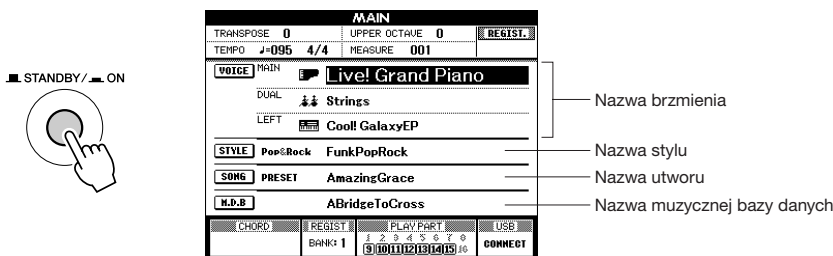 STANDBY/ ON
MAIN
TRANSPOSE 0 UPPER OCTAVE 0 REGIST.
TEMPO ♩=095 4/4 MEASURE 001
VOICE MAIN Live! Grand Piano
DUAL Strings
LEFT Cool! GalaxyEP
Nazwa brzmienia
STYLE Pop&Rock FunkPopRock
Nazwa stylu
SONG PRESET AmazingGrace
Nazwa utworu
M.D.B ABridgeToCross
Nazwa muzycznej bazy danych
CHORD REGIST PLAY PART USB
BANK: 1 1 2 3 4 5 6 7 8 CONNECT
9 10 11 12 13 14 15 16